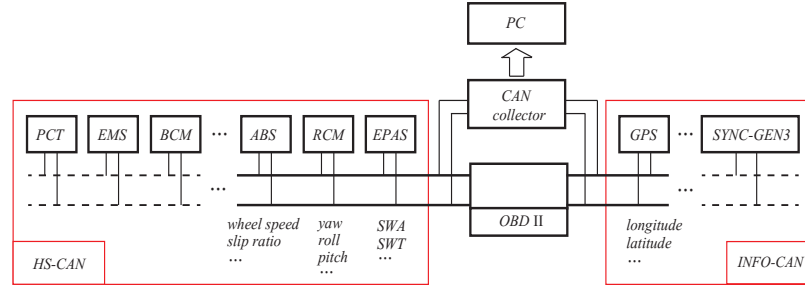 PC
CAN
collector
PCT
EMS
BCM
...
ABS
RCM
EPAS
GPS
...
SYNC-GEN3
...
...
OBD II
wheel speed
slip ratio
...
yaw
roll
pitch
...
SWA
SWT
...
longitude
latitude
...
HS-CAN
INFO-CAN